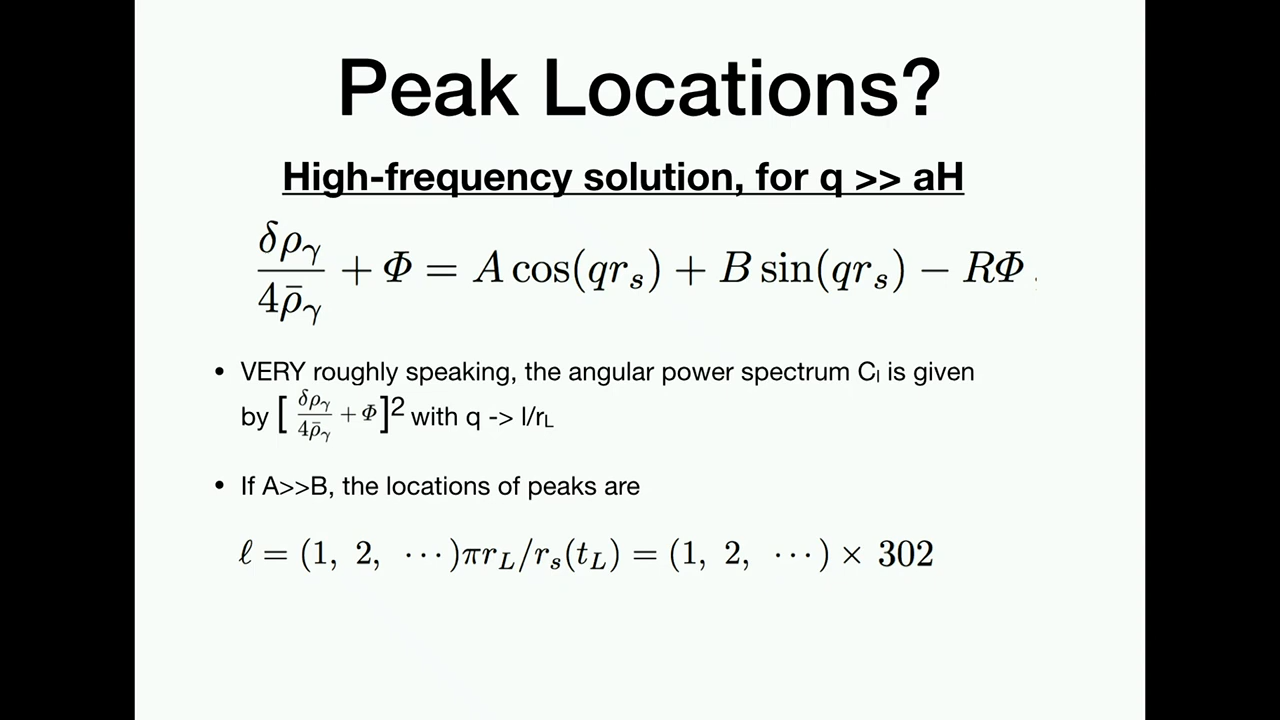 Peak Locations?
High-frequency solution, for q >> aH
δρ_γ / 4ρ̄_γ + Φ = A cos(qr_s) + B sin(qr_s) − RΦ .
• VERY roughly speaking, the angular power spectrum C_l is given
by [ δρ_γ / 4ρ̄_γ + Φ ]² with q -> l/r_L
• If A>>B, the locations of peaks are
ℓ = (1, 2, ⋯)πr_L/r_s(t_L) = (1, 2, ⋯) × 302